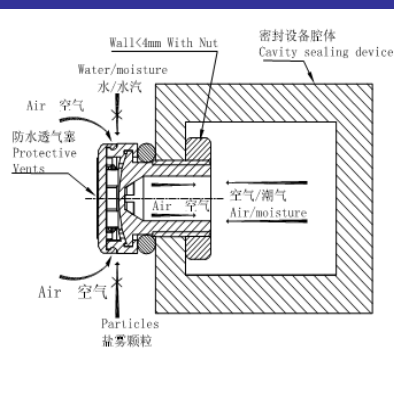 密封设备腔体
Cavity sealing device
Wall<4mm With Nut
Water/moisture
水/水汽
Air 空气
防水透气塞
Protective
Vents
Air 空气
空气/潮气
Air/moisture
Air 空气
Particles
盐雾颗粒